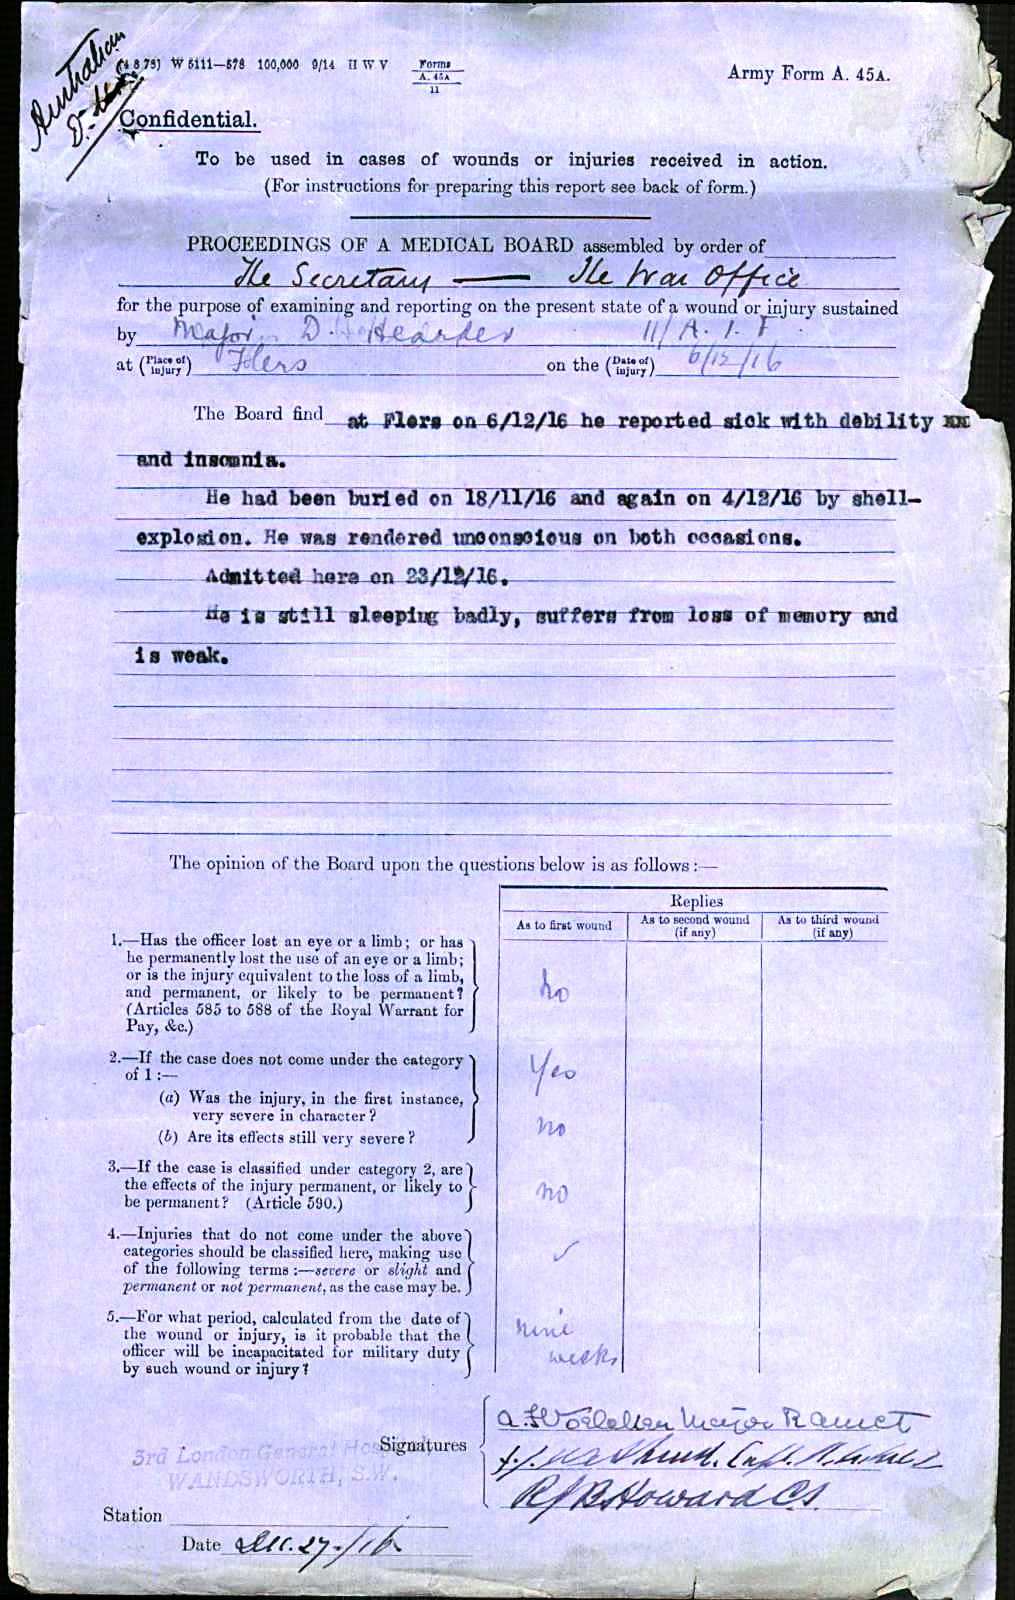 Australian
(4 8 78) W 5111—578 100,000 9/14 H W V Forms A. 45A 11
Army Form A. 45A.
Confidential.
To be used in cases of wounds or injuries received in action.
(For instructions for preparing this report see back of form.)
PROCEEDINGS OF A MEDICAL BOARD assembled by order of
The Secretary — The War Office
for the purpose of examining and reporting on the present state of a wound or injury sustained
by Major D. Hearder 11/ A. I. F
at (Place of injury) Flers on the (Date of injury) 6/12/16
The Board find at Flers on 6/12/16 he reported sick with debility xx
and insomnia.
He had been buried on 18/11/16 and again on 4/12/16 by shell-
explosion. He was rendered unconscious on both occasions.
Admitted here on 23/12/16.
He is still sleeping badly, suffers from loss of memory and
is weak.
The opinion of the Board upon the questions below is as follows:—
Replies
As to first wound
As to second wound (if any)
As to third wound (if any)
1.—Has the officer lost an eye or a limb; or has
he permanently lost the use of an eye or a limb;
or is the injury equivalent to the loss of a limb,
and permanent, or likely to be permanent?
(Articles 585 to 588 of the Royal Warrant for
Pay, &c.)
No
2.—If the case does not come under the category
of 1:—
Yes
(a) Was the injury, in the first instance,
very severe in character?
no
(b) Are its effects still very severe?
3.—If the case is classified under category 2, are
the effects of the injury permanent, or likely to
be permanent? (Article 590.)
no
4.—Injuries that do not come under the above
categories should be classified here, making use
of the following terms:—severe or slight and
permanent or not permanent, as the case may be.
✓
5.—For what period, calculated from the date of
the wound or injury, is it probable that the
officer will be incapacitated for military duty
by such wound or injury?
nine
weeks
Signatures
Major Ramct
Capt.
R J B Howard C.S.
3rd London General Hospital
WANDSWORTH, S.W.
Station
Date Dec. 27/16